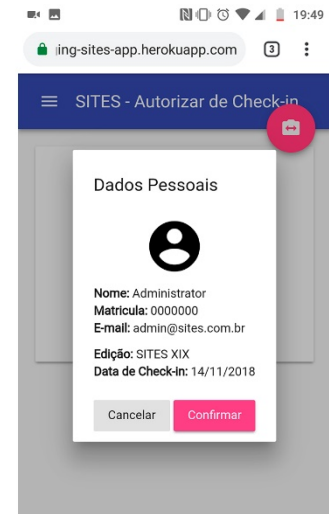 19:49
ing-sites-app.herokuapp.com 3
SITES - Autorizar de Check-in
Dados Pessoais
Nome: Administrator
Matricula: 0000000
E-mail: admin@sites.com.br
Edição: SITES XIX
Data de Check-in: 14/11/2018
Cancelar Confirmar